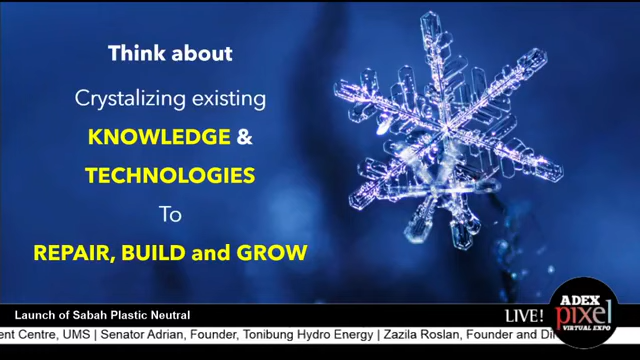 Think about
Crystalizing existing
KNOWLEDGE &
TECHNOLOGIES
To
REPAIR, BUILD and GROW
Launch of Sabah Plastic Neutral
LIVE!
ADEX
pixel
VIRTUAL EXPO
ent Centre, UMS | Senator Adrian, Founder, Tonibung Hydro Energy | Zazila Roslan, Founder and Di